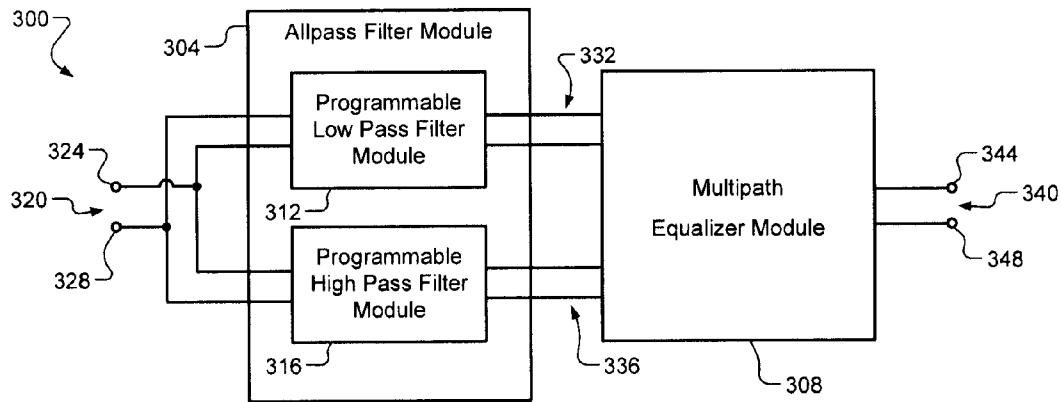 300
304
Allpass Filter Module
332
Programmable
Low Pass Filter
Module
324
312
320
328
Programmable
High Pass Filter
Module
316
336
Multipath
Equalizer Module
308
344
340
348